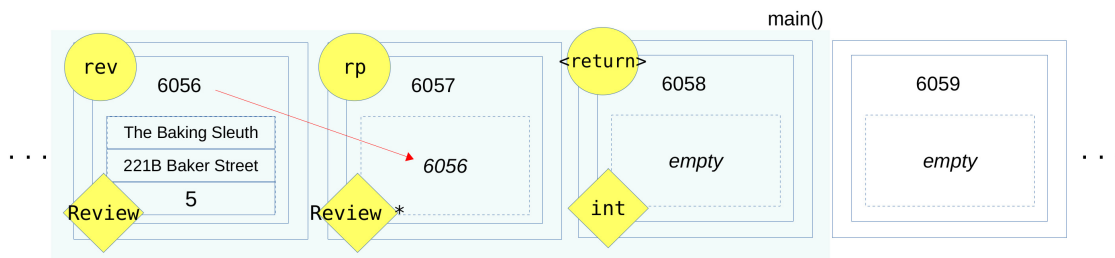 main()
rev
6056
The Baking Sleuth
221B Baker Street
5
Review
rp
6057
6056
Review *
<return>
6058
empty
int
6059
empty
. . .
. .